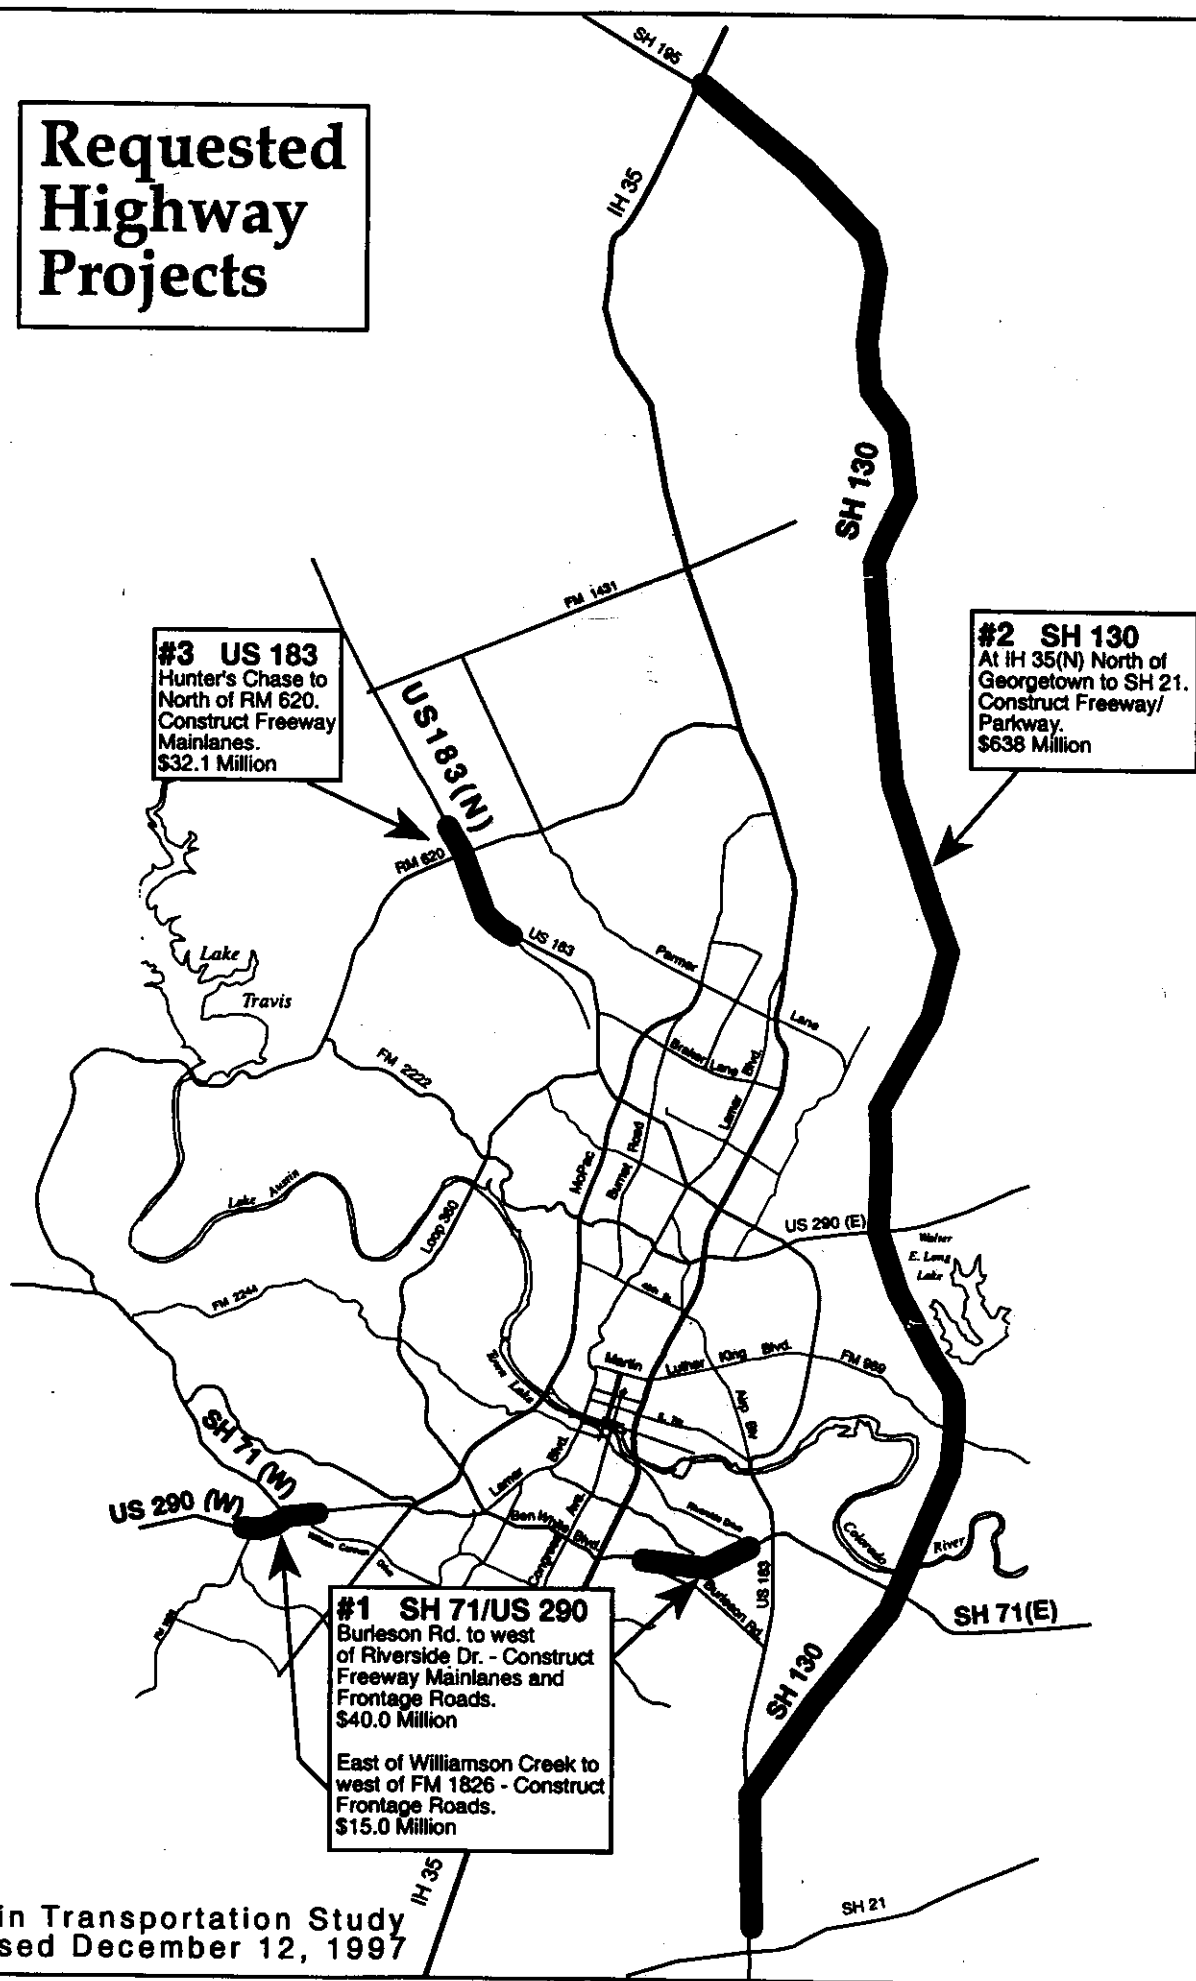 SH 195
Requested
Highway
Projects
IH 35
SH 130
FM 1431
#3 US 183
Hunter's Chase to
North of RM 620.
Construct Freeway
Mainlanes.
$32.1 Million
#2 SH 130
At IH 35(N) North of
Georgetown to SH 21.
Construct Freeway/
Parkway.
$638 Million
US183(N)
RM 620
US 183
Lake
Travis
Parmer
Lane
Braker Lane Blvd.
Lamar
FM 2222
MoPac
Burnet Road
Lake Austin
Loop 360
US 290 (E)
Walter
E. Long
Lake
FM 2244
Town Lake
Martin Luther King Blvd.
FM 969
SH 71 (W)
US 290 (W)
Lamar Blvd.
Ben White Blvd.
Congress Ave.
Riverside Drive
William Cannon Drive
Colorado River
US 183
Burleson Rd.
SH 71(E)
SH 130
#1 SH 71/US 290
Burleson Rd. to west
of Riverside Dr. - Construct
Freeway Mainlanes and
Frontage Roads.
$40.0 Million
East of Williamson Creek to
west of FM 1826 - Construct
Frontage Roads.
$15.0 Million
IH 35
SH 21
in Transportation Study
sed December 12, 1997